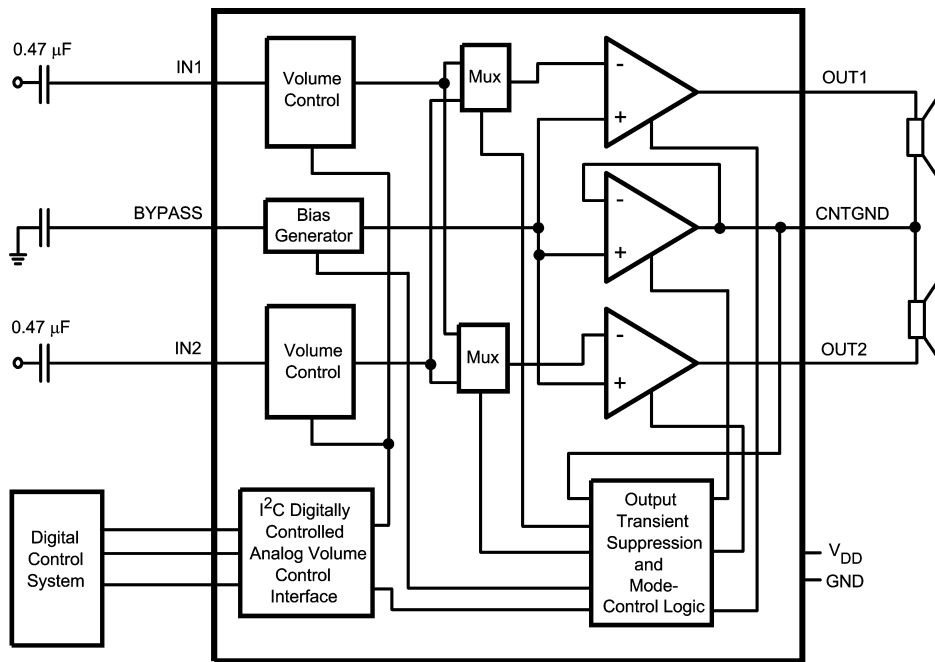 0.47 μF
IN1
Volume
Control
Mux
-
+
OUT1
BYPASS
Bias
Generator
-
+
CNTGND
0.47 μF
IN2
Volume
Control
Mux
-
+
OUT2
Digital
Control
System
I²C Digitally
Controlled
Analog Volume
Control
Interface
Output
Transient
Suppression
and
Mode-
Control Logic
V_DD
GND